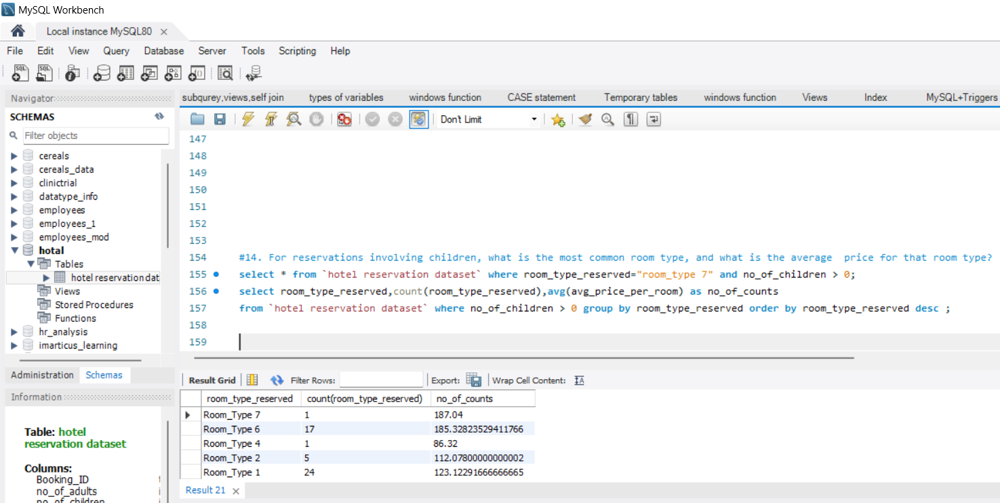 MySQL Workbench
Local instance MySQL80
File Edit View Query Database Server Tools Scripting Help
Navigator
SCHEMAS
Filter objects
cereals
cereals_data
clinictrial
datatype_info
employees
employees_1
employees_mod
hotal
Tables
hotel reservation dat
Views
Stored Procedures
Functions
hr_analysis
imarticus_learning
Administration Schemas
Information
Table: hotel
reservation dataset
Columns:
Booking_ID
no_of_adults
no_of_children
subqurey,views,self join types of variables windows function CASE statement Temporary tables windows function Views Index MySQL+Triggers
Don't Limit
147
148
149
150
151
152
153
154 #14. For reservations involving children, what is the most common room type, and what is the average  price for that room type?
155 select * from `hotel reservation dataset` where room_type_reserved="room_type 7" and no_of_children > 0;
156 select room_type_reserved,count(room_type_reserved),avg(avg_price_per_room) as no_of_counts
157 from `hotel reservation dataset` where no_of_children > 0 group by room_type_reserved order by room_type_reserved desc ;
158
159
Result Grid Filter Rows: Export: Wrap Cell Content:
room_type_reserved count(room_type_reserved) no_of_counts
Room_Type 7 1 187.04
Room_Type 6 17 185.32823529411766
Room_Type 4 1 86.32
Room_Type 2 5 112.07800000000002
Room_Type 1 24 123.12291666666665
Result 21